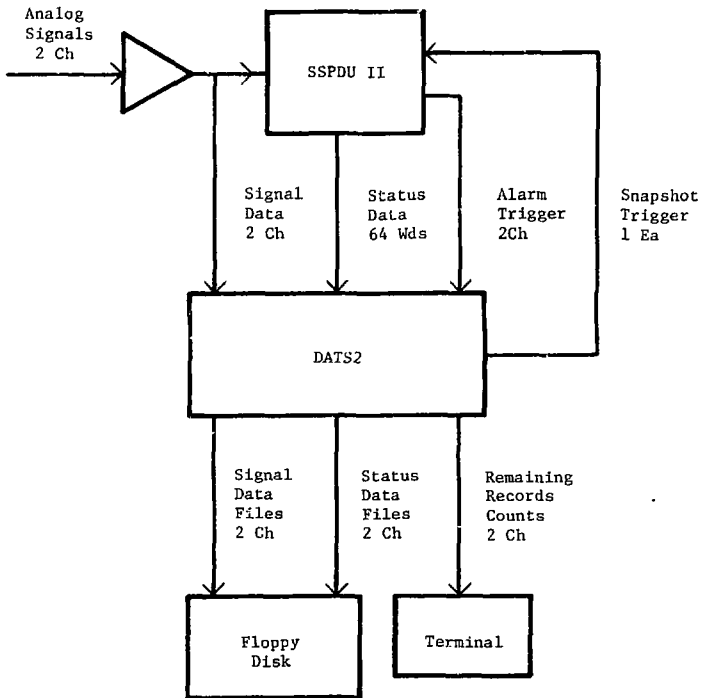 Analog
Signals
2 Ch
SSPDU II
Signal
Data
2 Ch
Status
Data
64 Wds
Alarm
Trigger
2Ch
Snapshot
Trigger
1 Ea
DATS2
Signal
Data
Files
2 Ch
Status
Data
Files
2 Ch
Remaining
Records
Counts
2 Ch
Floppy
Disk
Terminal